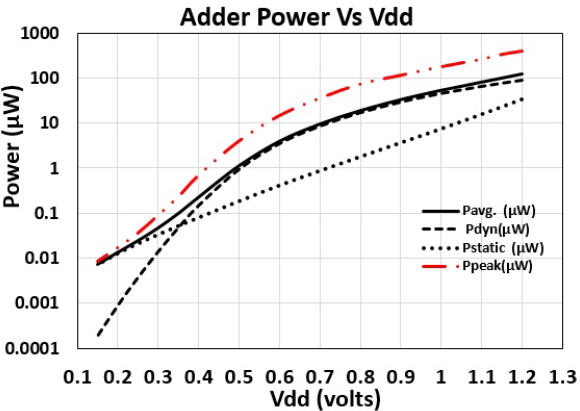 Adder Power Vs Vdd
1000
100
10
1
0.1
0.01
0.001
0.0001
Power (µW)
Pavg. (µW)
Pdyn(µW)
Pstatic (µW)
Ppeak(µW)
0.1 0.2 0.3 0.4 0.5 0.6 0.7 0.8 0.9 1 1.1 1.2 1.3
Vdd (volts)